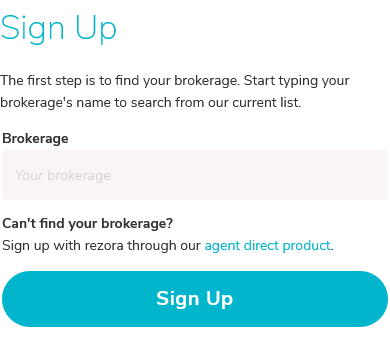 Sign Up
The first step is to find your brokerage. Start typing your
brokerage's name to search from our current list.
Brokerage
Your brokerage
Can't find your brokerage?
Sign up with rezora through our agent direct product.
Sign Up